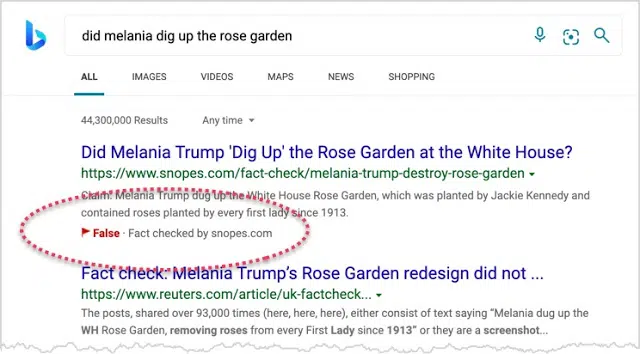 did melania dig up the rose garden
ALL IMAGES VIDEOS MAPS NEWS SHOPPING
44,300,000 Results Any time
Did Melania Trump 'Dig Up' the Rose Garden at the White House?
https://www.snopes.com/fact-check/melania-trump-destroy-rose-garden
Claim: Melania Trump dug up the White House Rose Garden, which was planted by Jackie Kennedy and
contained roses planted by every first lady since 1913.
False · Fact checked by snopes.com
Fact check: Melania Trump’s Rose Garden redesign did not ...
https://www.reuters.com/article/uk-factcheck...
The posts, shared over 93,000 times (here, here, here), either consist of text saying “Melania dug up the
WH Rose Garden, removing roses from every First Lady since 1913” or they are a screenshot...